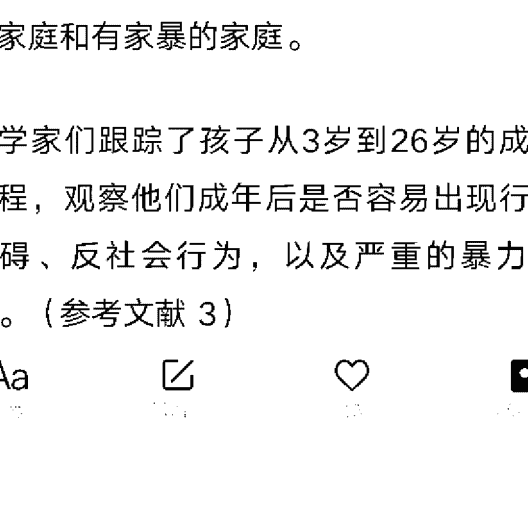 家庭和有家暴的家庭。
学家们跟踪了孩子从3岁到26岁的成
程，观察他们成年后是否容易出现行
碍、反社会行为，以及严重的暴力
。（参考文献 3）
Aa